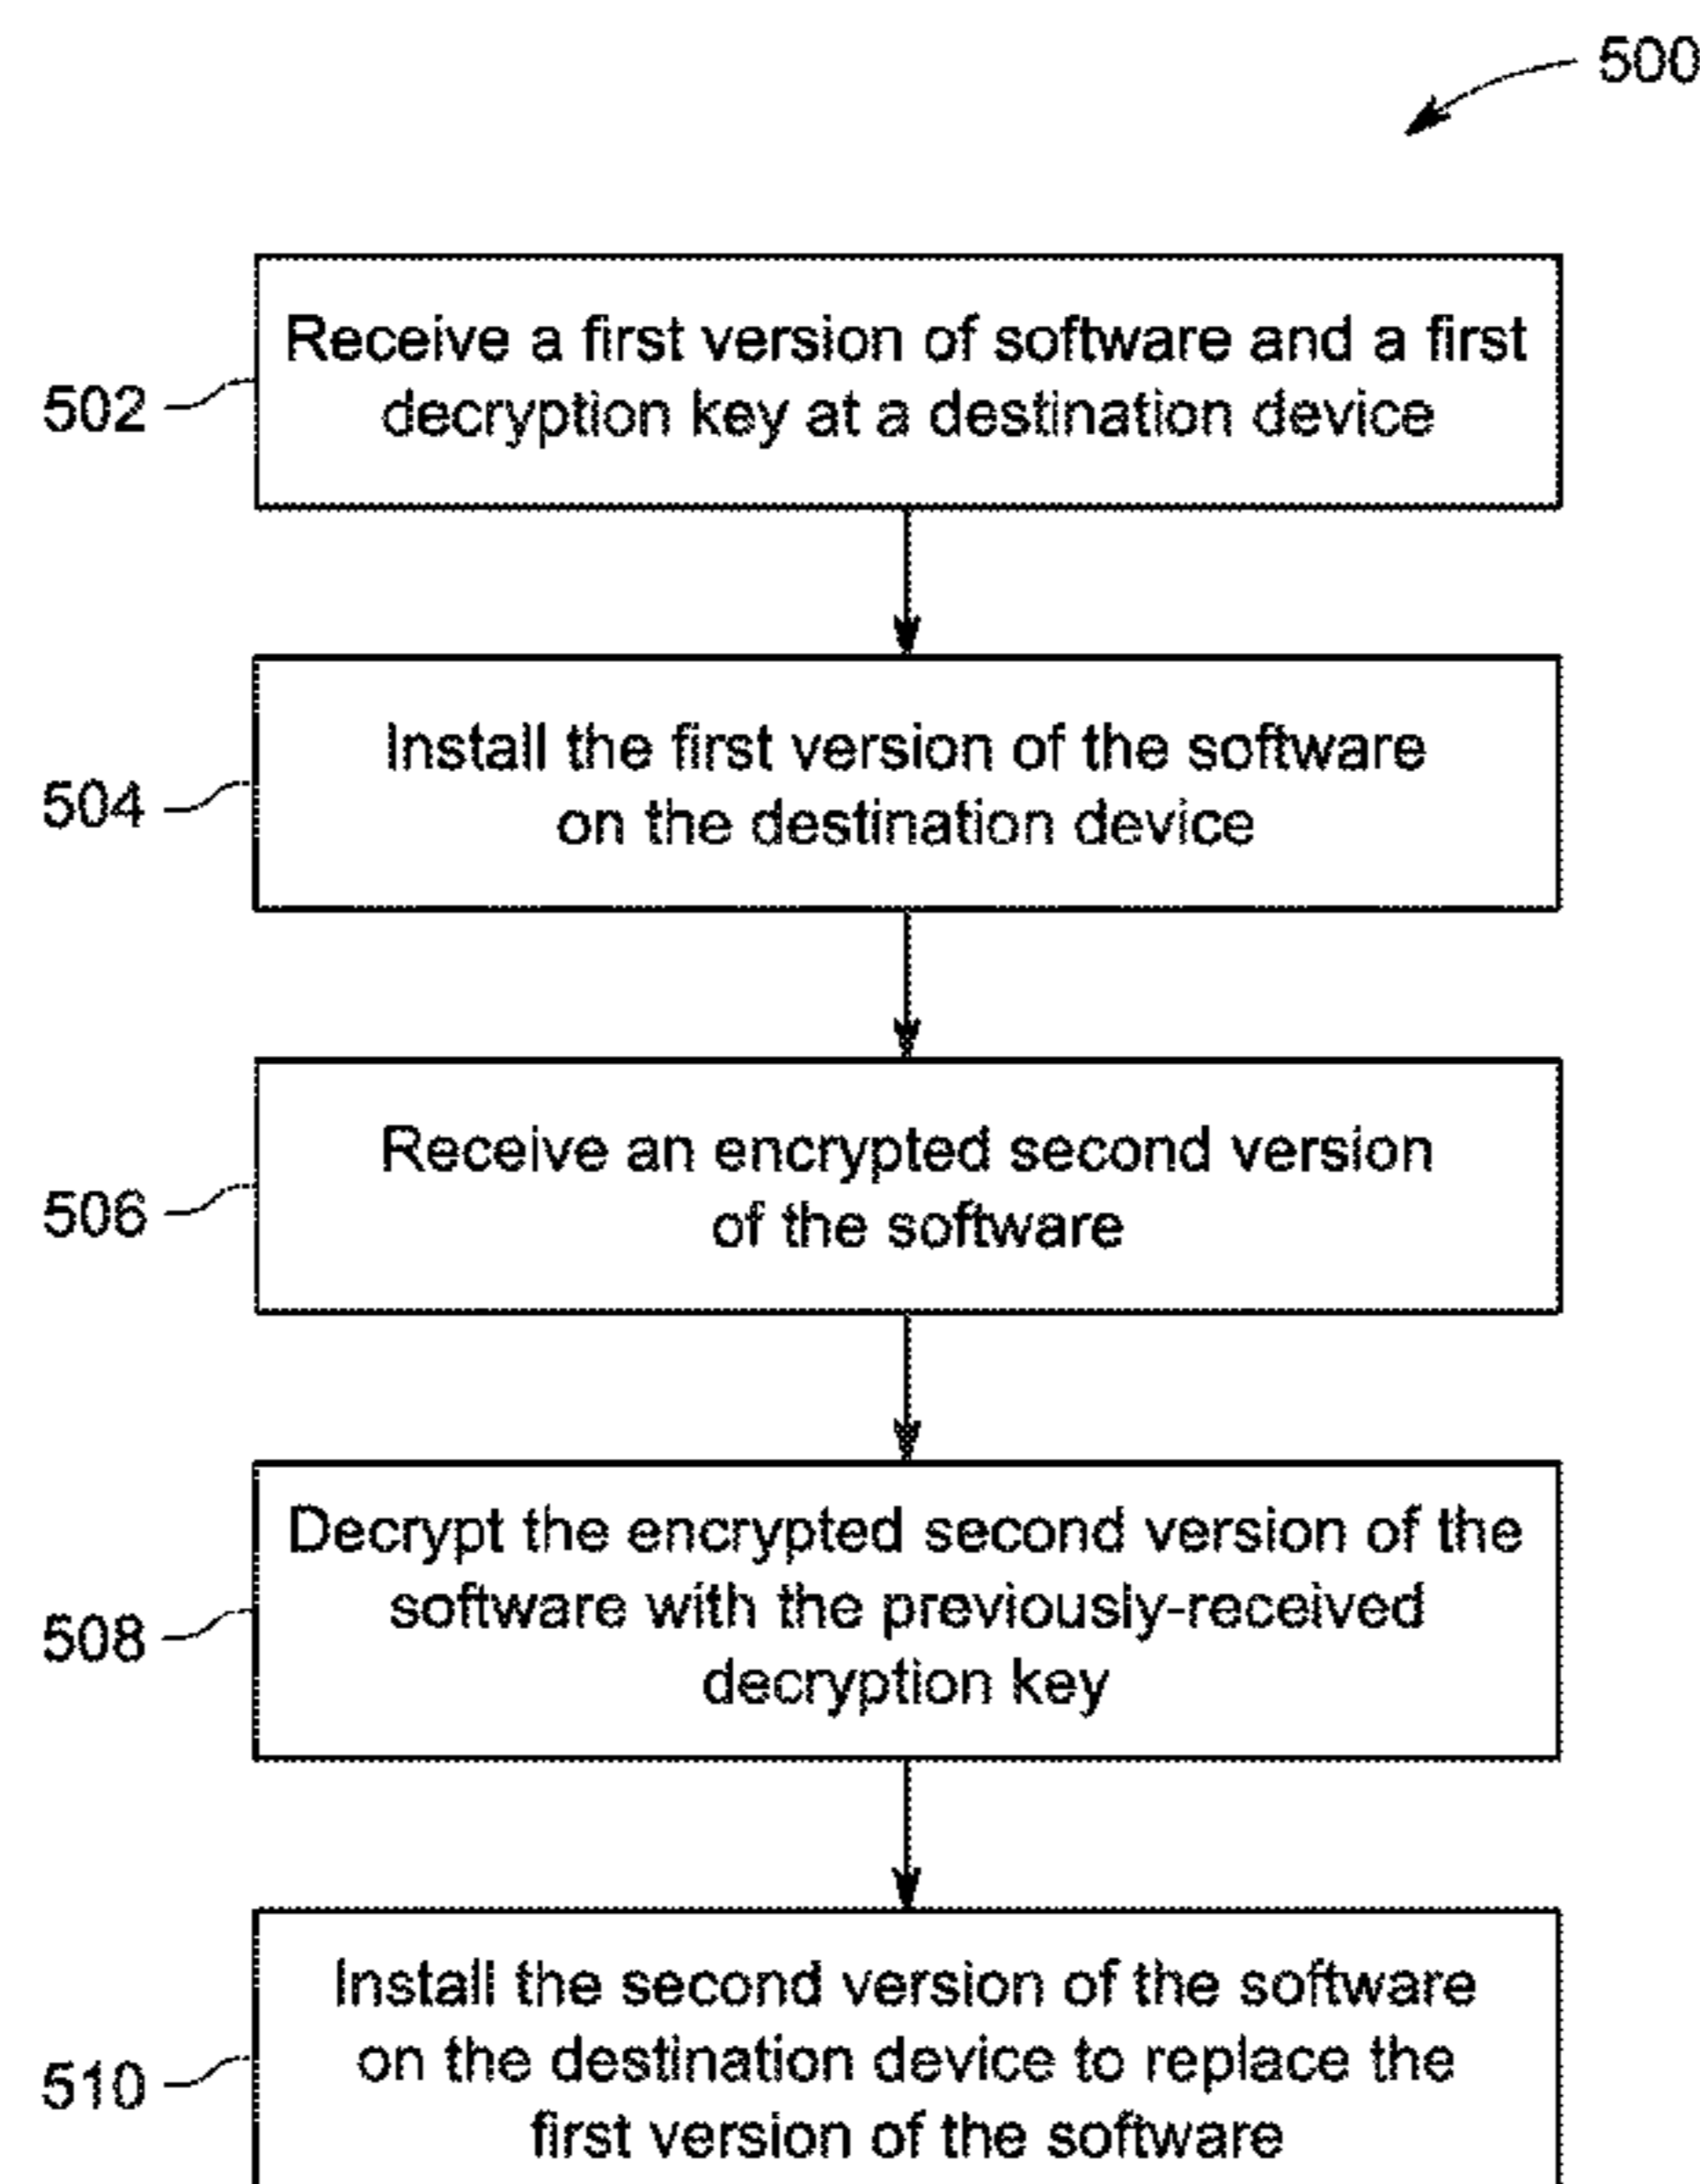 500
502
Receive a first version of software and a first
decryption key at a destination device
504
Install the first version of the software
on the destination device
506
Receive an encrypted second version
of the software
508
Decrypt the encrypted second version of the
software with the previously-received
decryption key
510
Install the second version of the software
on the destination device to replace the
first version of the software